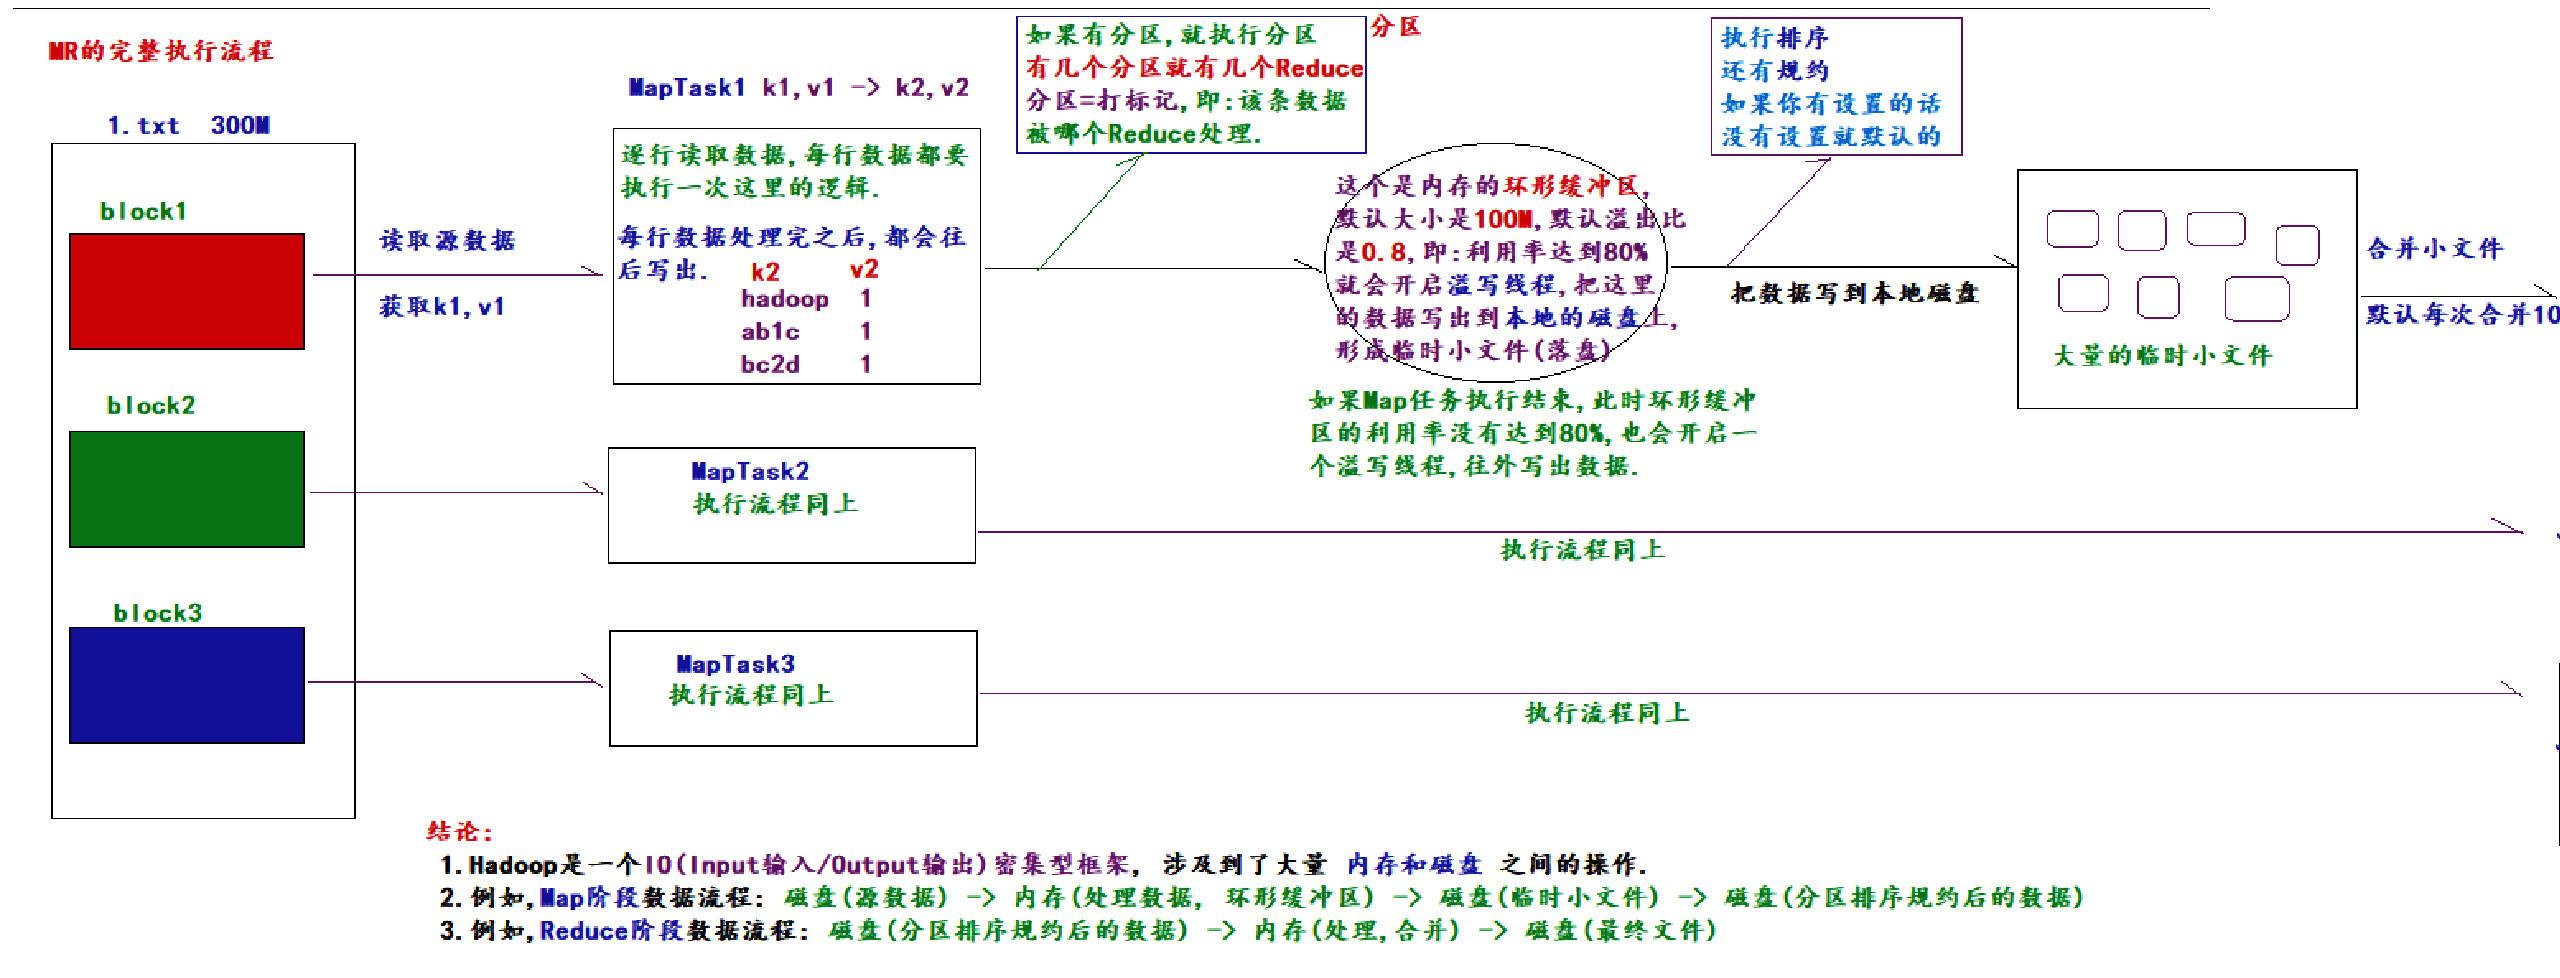 MR的完整执行流程
1.txt 300M
block1
block2
block3
读取源数据
获取k1,v1
MapTask1 k1,v1 -> k2,v2
逐行读取数据,每行数据都要
执行一次这里的逻辑.
每行数据处理完之后,都会往
后写出. k2 v2
hadoop 1
ab1c 1
bc2d 1
如果有分区,就执行分区
有几个分区就有几个Reduce
分区=打标记,即:该条数据
被哪个Reduce处理.
分区
这个是内存的环形缓冲区,
默认大小是100M,默认溢出比
是0.8,即:利用率达到80%
就会开启溢写线程,把这里
的数据写出到本地的磁盘上,
形成临时小文件(落盘)
如果Map任务执行结束,此时环形缓冲
区的利用率没有达到80%,也会开启一
个溢写线程,往外写出数据.
执行排序
还有规约
如果你有设置的话
没有设置就默认的
把数据写到本地磁盘
大量的临时小文件
合并小文件
默认每次合并10
MapTask2
执行流程同上
执行流程同上
MapTask3
执行流程同上
执行流程同上
结论:
1.Hadoop是一个IO(Input输入/Output输出)密集型框架, 涉及到了大量 内存和磁盘 之间的操作.
2.例如,Map阶段数据流程: 磁盘(源数据) -> 内存(处理数据, 环形缓冲区) -> 磁盘(临时小文件) -> 磁盘(分区排序规约后的数据)
3.例如,Reduce阶段数据流程: 磁盘(分区排序规约后的数据) -> 内存(处理,合并) -> 磁盘(最终文件)